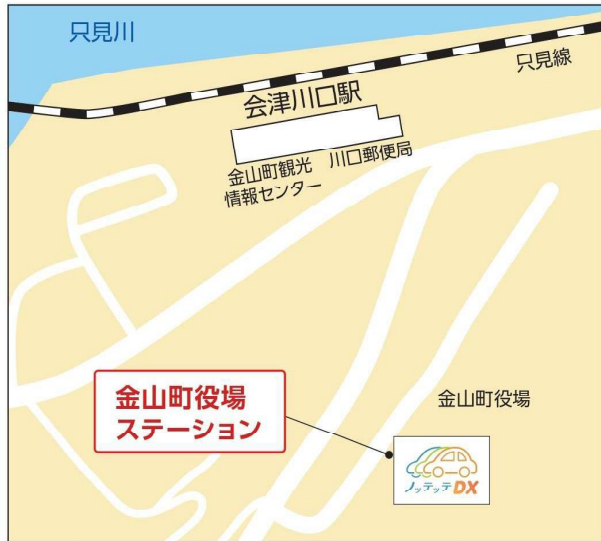 只見川
只見線
会津川口駅
金山町観光
情報センター
川口郵便局
金山町役場
ステーション
金山町役場
ノッテッテDX